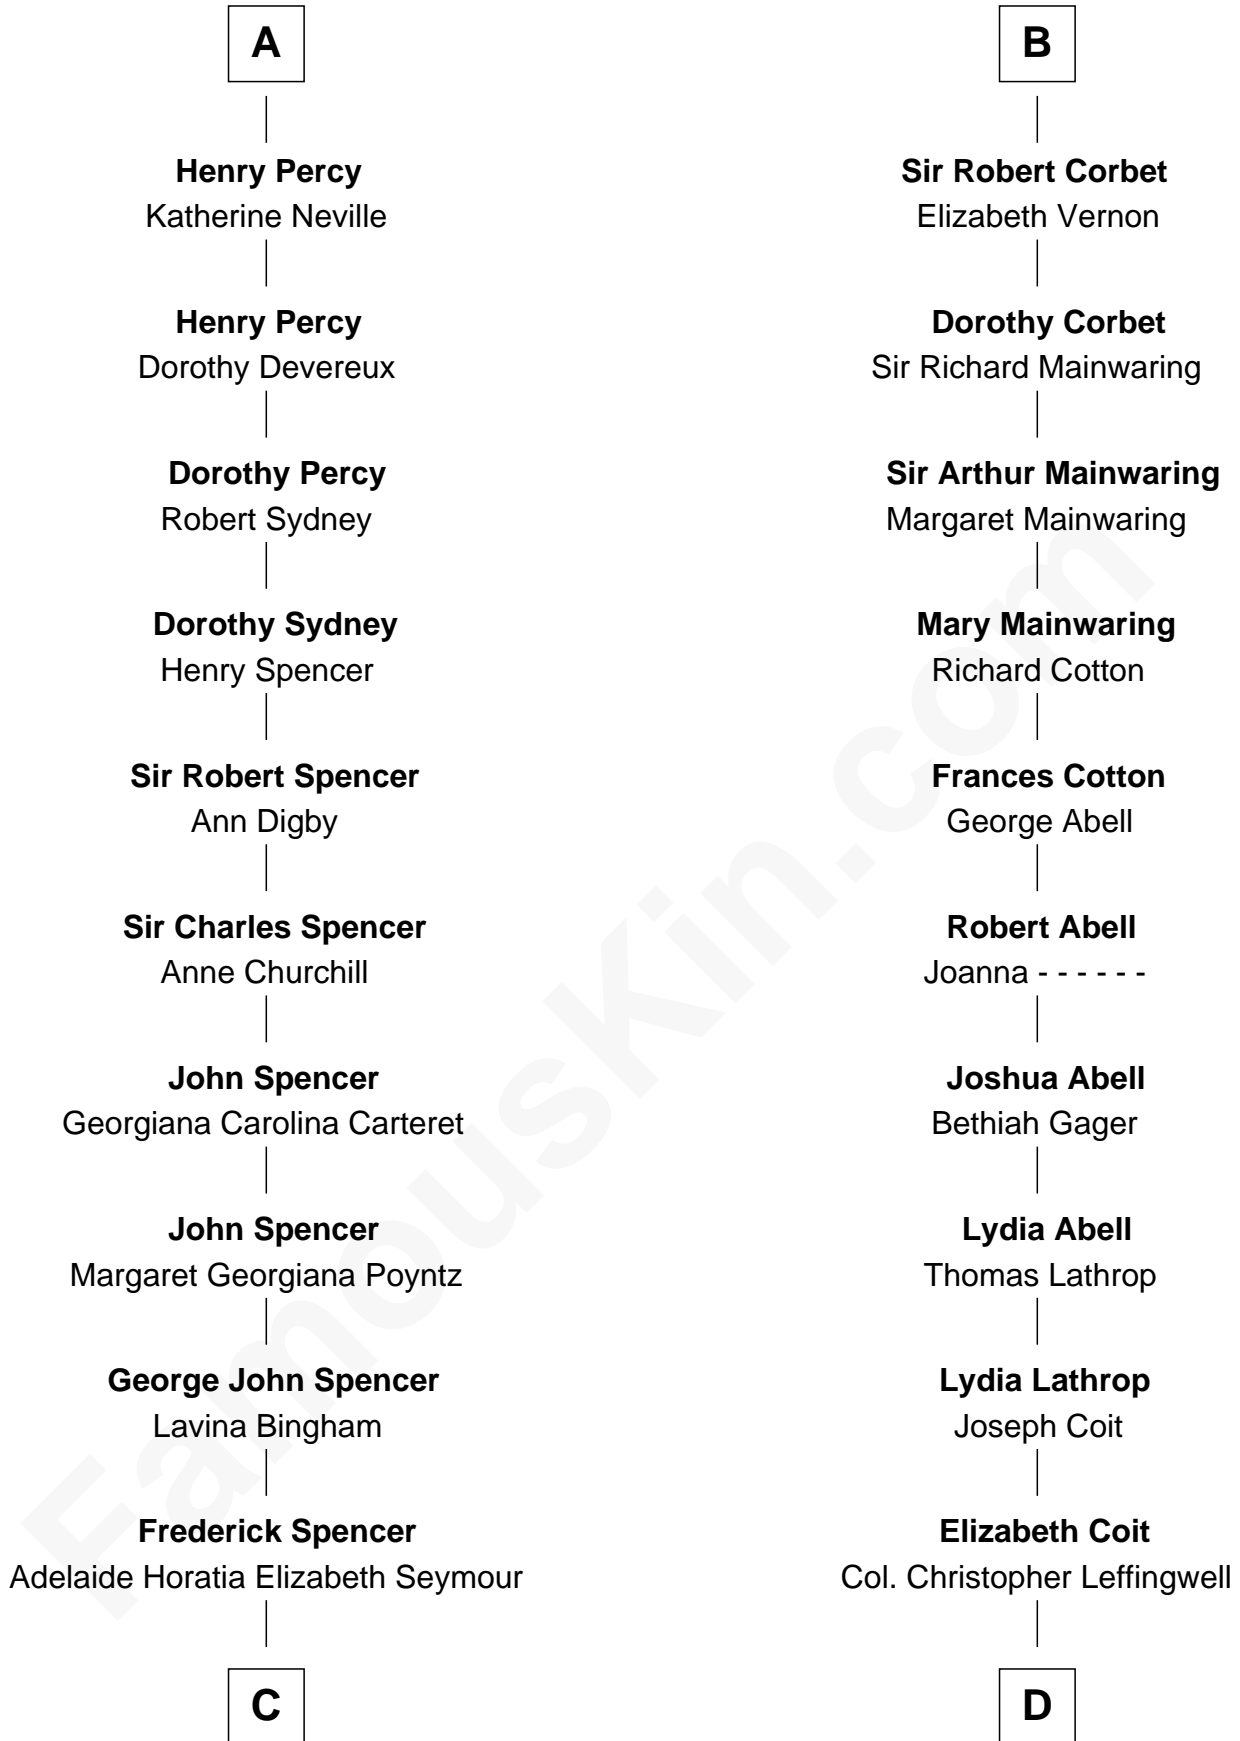 A
Henry Percy
Katherine Neville
Henry Percy
Dorothy Devereux
Dorothy Percy
Robert Sydney
Dorothy Sydney
Henry Spencer
Sir Robert Spencer
Ann Digby
Sir Charles Spencer
Anne Churchill
John Spencer
Georgiana Carolina Carteret
John Spencer
Margaret Georgiana Poyntz
George John Spencer
Lavina Bingham
Frederick Spencer
Adelaide Horatia Elizabeth Seymour
C
B
Sir Robert Corbet
Elizabeth Vernon
Dorothy Corbet
Sir Richard Mainwaring
Sir Arthur Mainwaring
Margaret Mainwaring
Mary Mainwaring
Richard Cotton
Frances Cotton
George Abell
Robert Abell
Joanna - - - - - -
Joshua Abell
Bethiah Gager
Lydia Abell
Thomas Lathrop
Lydia Lathrop
Joseph Coit
Elizabeth Coit
Col. Christopher Leffingwell
D
FamousKin.com